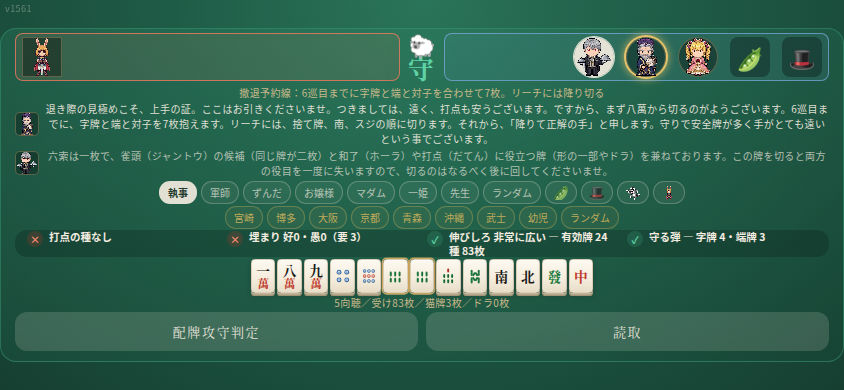 v1561
守
撤退予約線：6巡目までに字牌と端と対子を合わせて7枚。リーチには降り切る
退き際の見極めこそ、上手の証。ここはお引きくださいませ。つきましては、遠く、打点も安うございます。ですから、まず八萬から切るのがようございます。6巡目ま
でに、字牌と端と対子を7枚抱えます。リーチには、捨て牌、南、スジの順に切ります。それから、「降りて正解の手」と申します。守りで安全牌が多く手がとても遠い
という事でございます。
六索は一枚で、雀頭（ジャントウ）の候補（同じ牌が二枚）と和了（ホーラ）や打点（だてん）に役立つ牌（形の一部やドラ）を兼ねております。この牌を切ると両方
の役目を一度に失いますので、切るのはなるべく後に回してくださいませ。
執事 軍師 ずんだ お嬢様 マダム 一姫 先生 ランダム
宮崎 博多 大阪 京都 青森 沖縄 武士 幼児 ランダム
打点の種なし 埋まり 好0・愚0（要 3） 伸びしろ 非常に広い — 有効牌 24 守る弾 — 字牌 4・端牌 3
種 83枚
一 八 九 南 北 發 中
萬 萬 萬
5向聴／受け83枚／猫牌3枚／ドラ0枚
配牌攻守判定 読取